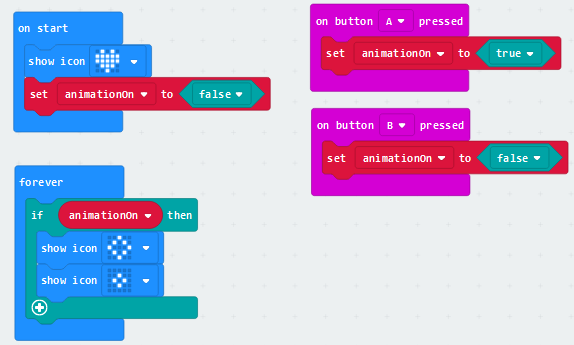 on start
show icon
set animationOn to false
forever
if animationOn then
show icon
show icon
on button A pressed
set animationOn to true
on button B pressed
set animationOn to false